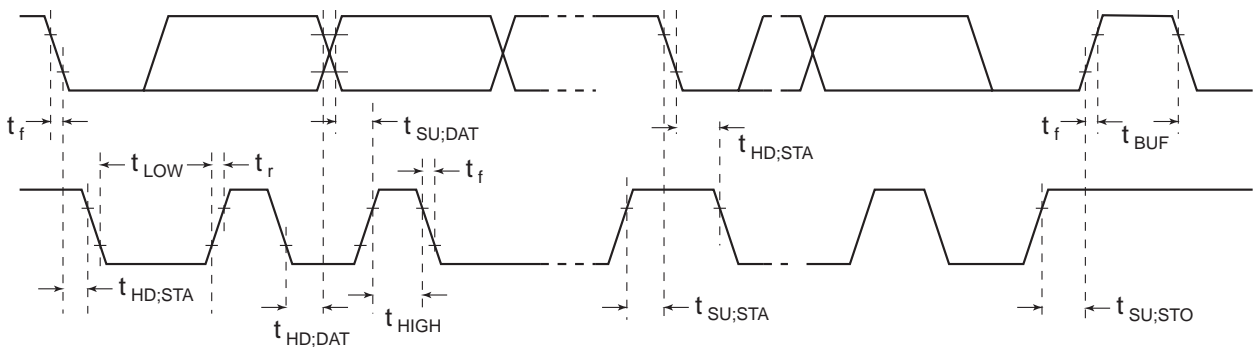 t f
t SU;DAT
t HD;STA
t f
t BUF
t LOW
t r
t f
t HD;STA
t HD;DAT
t HIGH
t SU;STA
t SU;STO